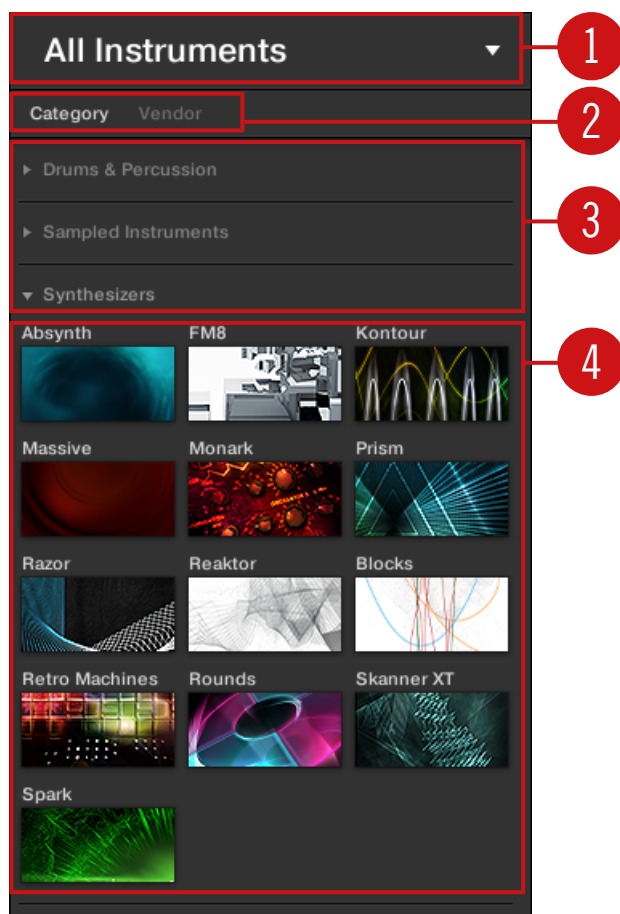 All Instruments
1
Category Vendor
2
Drums & Percussion
3
Sampled Instruments
Synthesizers
Absynth FM8 Kontour
4
Massive Monark Prism
Razor Reaktor Blocks
Retro Machines Rounds Skanner XT
Spark